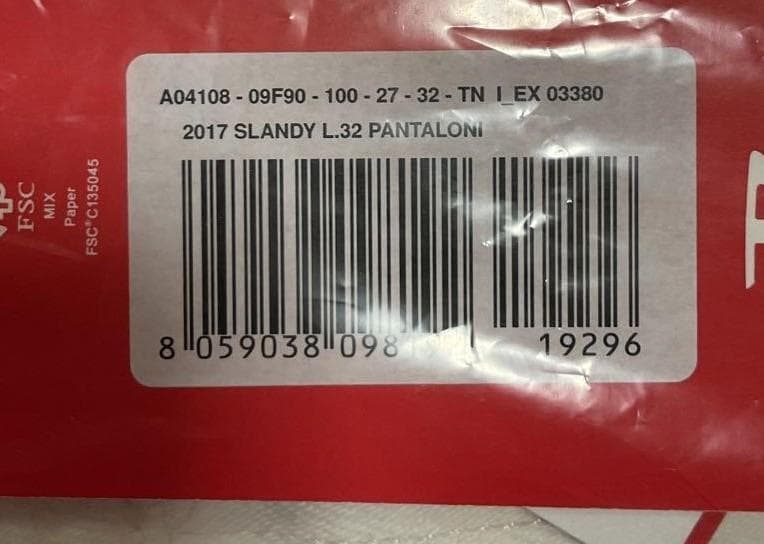 A04108 - 09F90 - 100 - 27 - 32 - TN I_EX 03380
2017 SLANDY L.32 PANTALONI
8 059038 098
19296
FSC
MIX
Paper
FSC® C135045